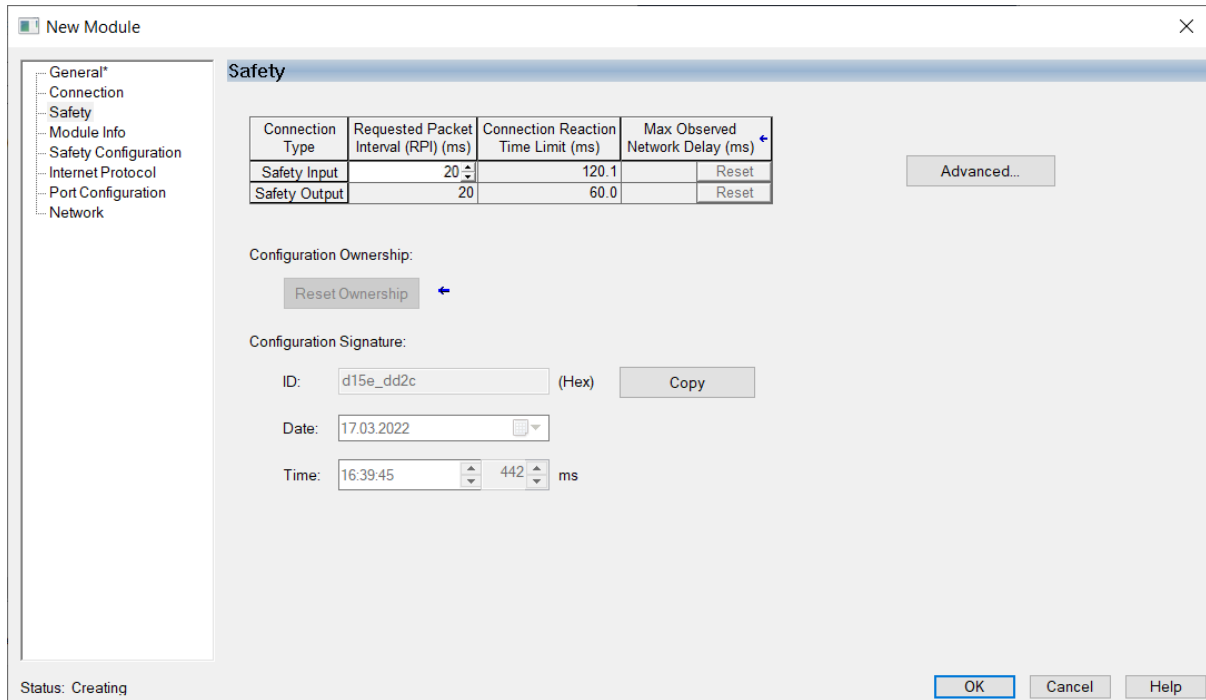 New Module
General*
Connection
Safety
Module Info
Safety Configuration
Internet Protocol
Port Configuration
Network
Safety
Connection Type Requested Packet Interval (RPI) (ms) Connection Reaction Time Limit (ms) Max Observed Network Delay (ms)
Safety Input 20 120.1 Reset
Safety Output 20 60.0 Reset
Advanced...
Configuration Ownership:
Reset Ownership
Configuration Signature:
ID: d15e_dd2c (Hex) Copy
Date: 17.03.2022
Time: 16:39:45 442 ms
Status: Creating
OK Cancel Help